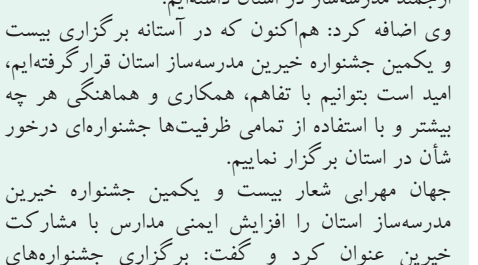 ارجمند مدرسه‌ساز در استان داشته‌ایم.
وی اضافه کرد: هم‌اکنون که در آستانه برگزاری بیست
و یکمین جشنواره خیرین مدرسه‌ساز استان قرارگرفته‌ایم،
امید است بتوانیم با تفاهم، همکاری و هماهنگی هر چه
بیشتر و با استفاده از تمامی ظرفیت‌ها جشنواره‌ای درخور
شأن در استان برگزار نماییم.
جهان مهرابی شعار بیست و یکمین جشنواره خیرین
مدرسه‌ساز استان را افزایش ایمنی مدارس با مشارکت
خیرین عنوان کرد و گفت: برگزاری جشنواره‌های